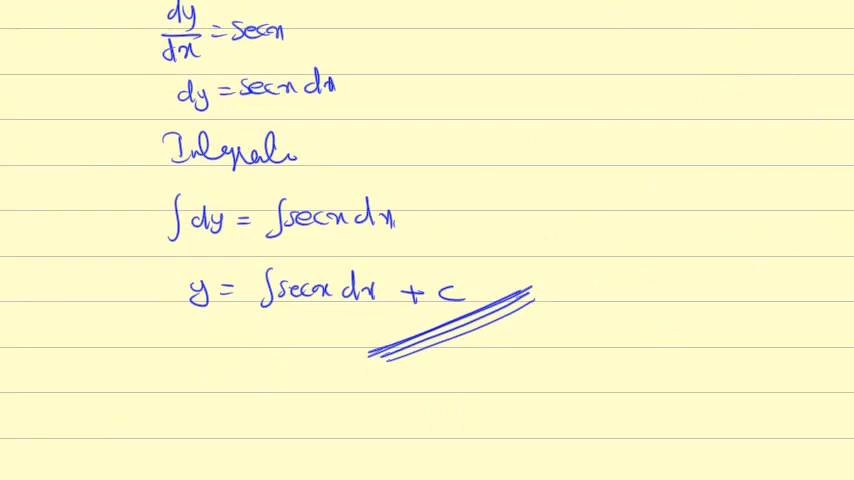 dy/dx = secx
dy = secx dx
Integrate
∫ dy = ∫secx dx
y = ∫secx dx + c